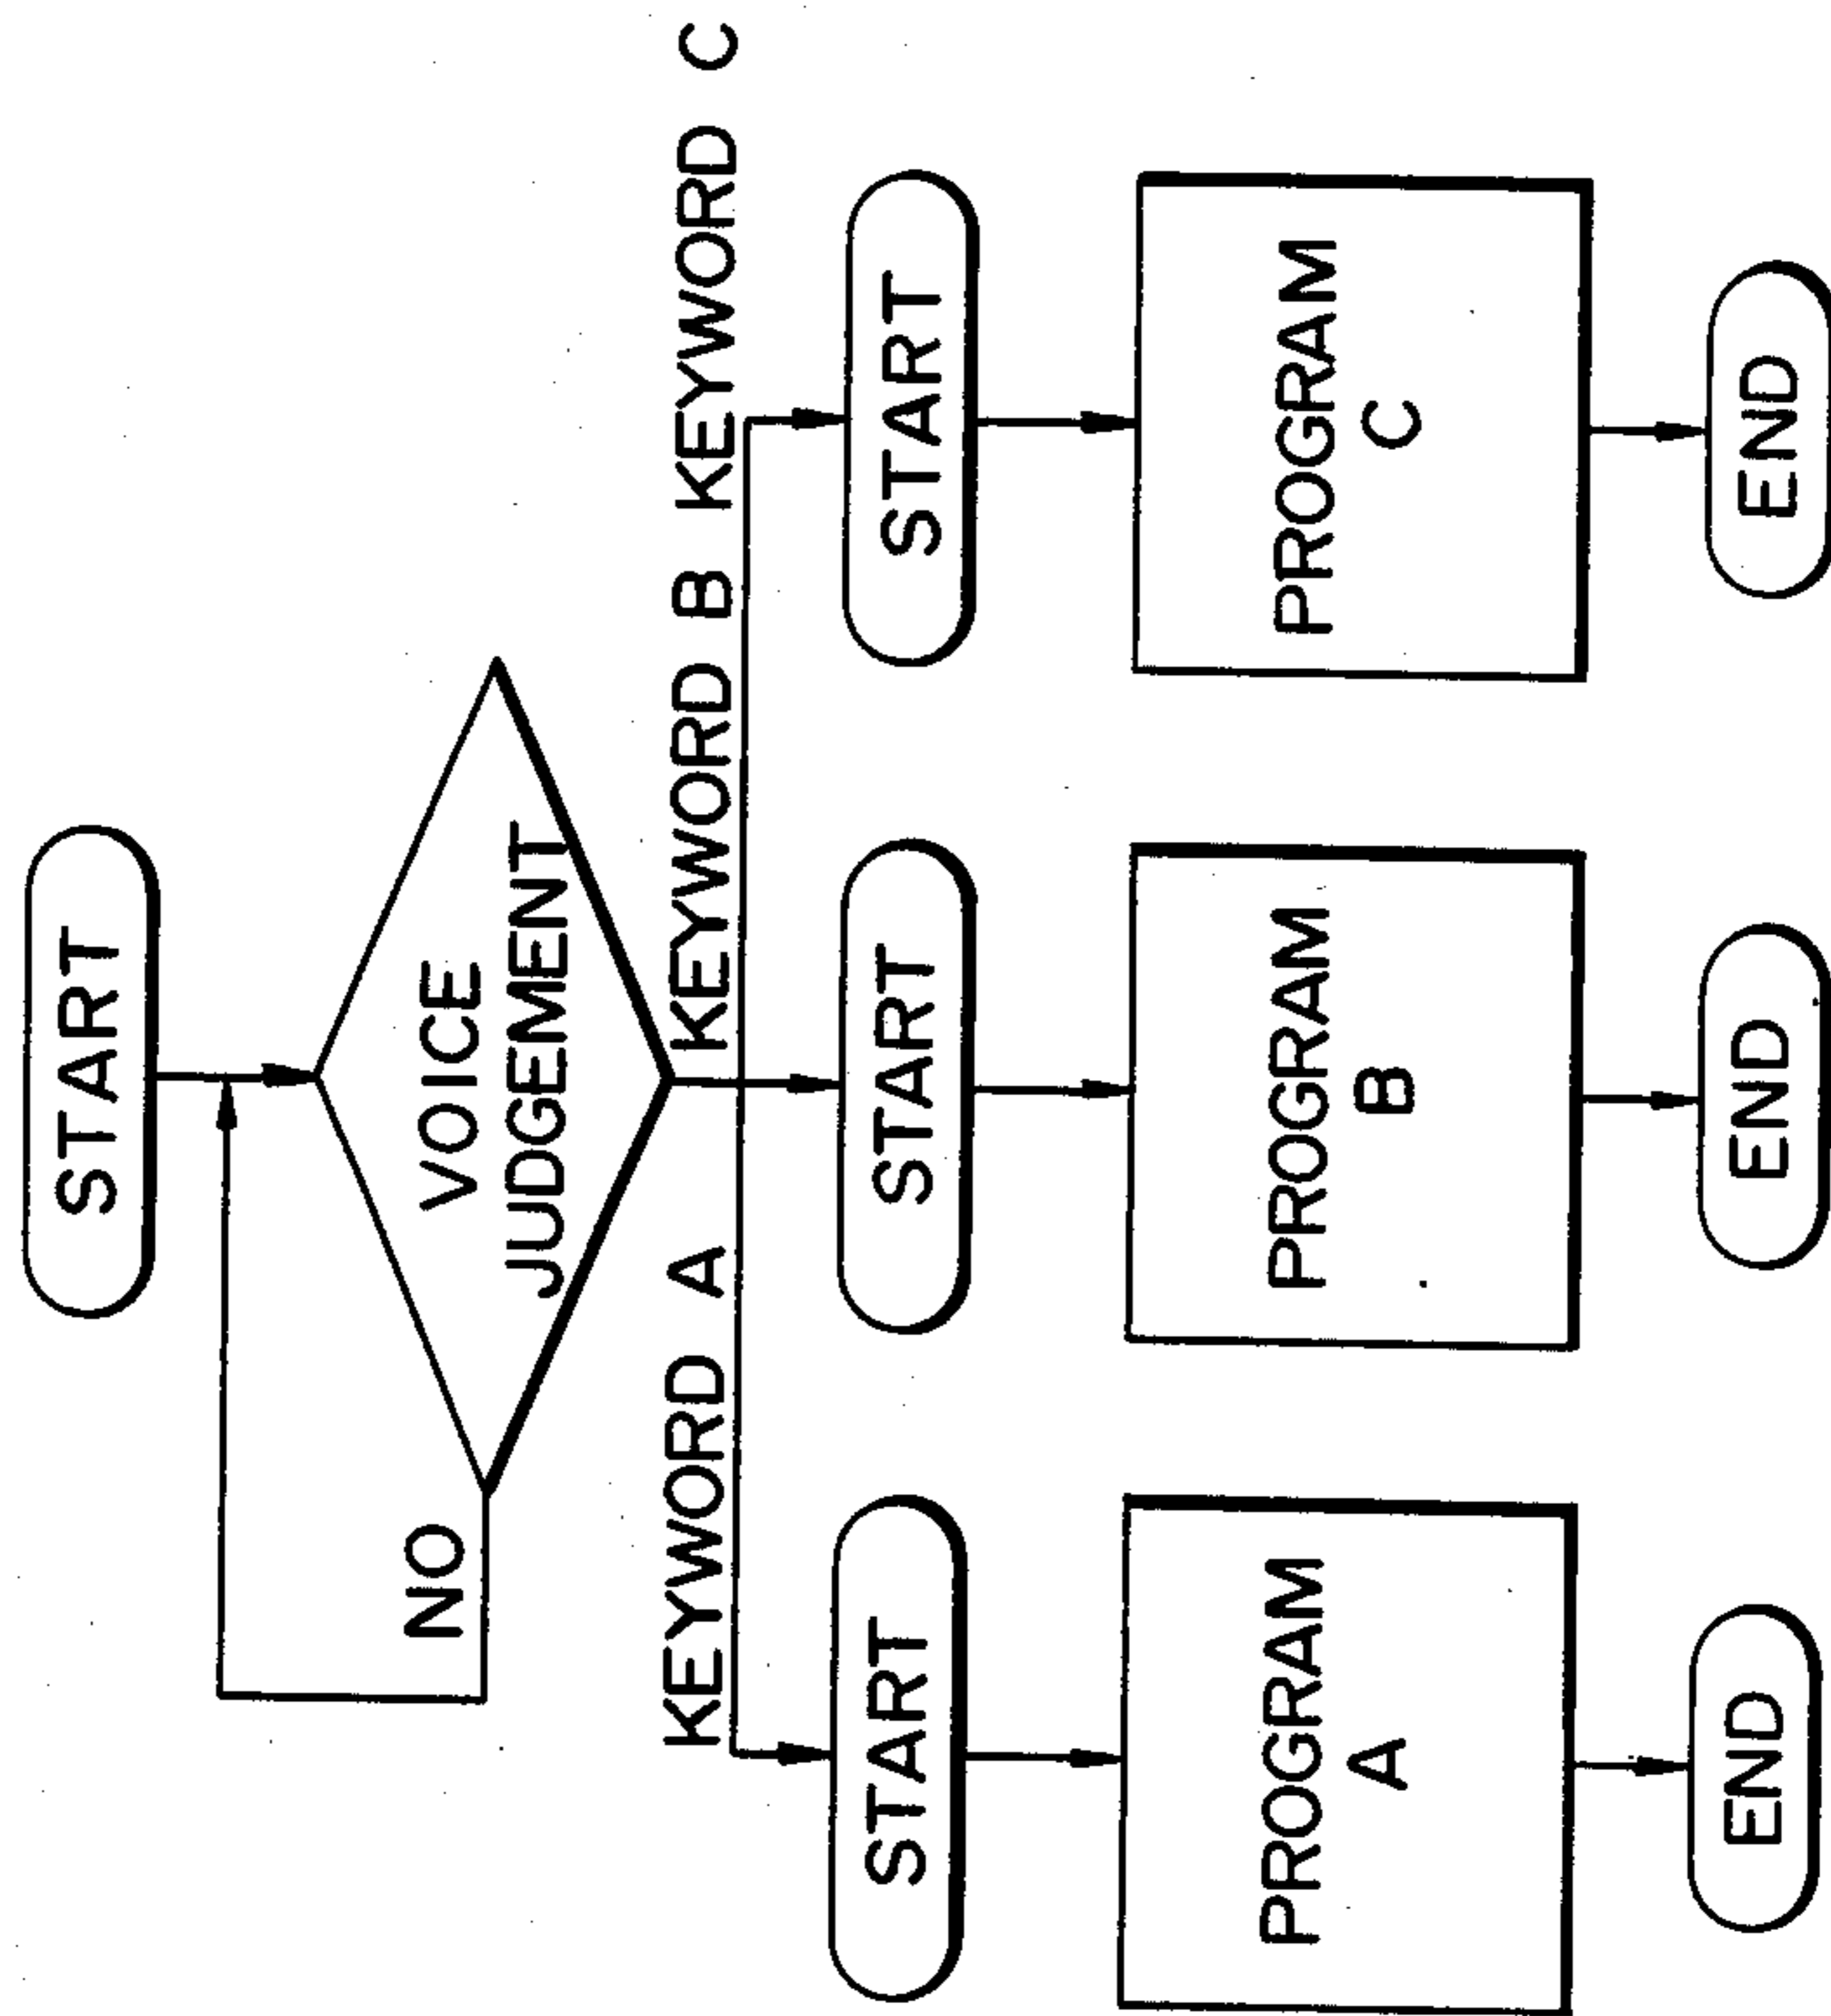 START
NO
VOICE
JUDGEMENT
KEYWORD A KEYWORD B KEYWORD C
START
START
START
PROGRAM
A
PROGRAM
B
PROGRAM
C
END
END
END